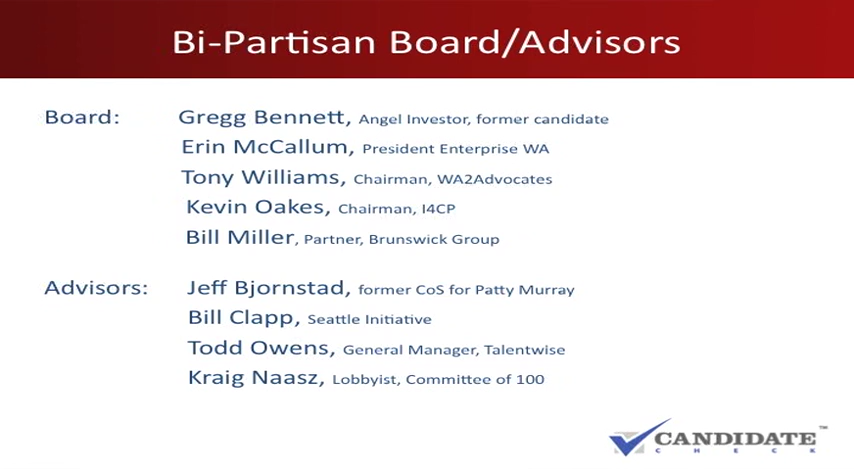 Bi-Partisan Board/Advisors
Board: Gregg Bennett, Angel Investor, former candidate
Erin McCallum, President Enterprise WA
Tony Williams, Chairman, WA2Advocates
Kevin Oakes, Chairman, I4CP
Bill Miller, Partner, Brunswick Group
Advisors: Jeff Bjornstad, former CoS for Patty Murray
Bill Clapp, Seattle Initiative
Todd Owens, General Manager, Talentwise
Kraig Naasz, Lobbyist, Committee of 100
CANDIDATE™
CHECK